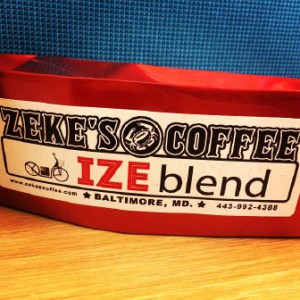 ZEKE'S COFFEE
IZE blend
www.zekescoffee.com ★ BALTIMORE, MD. ★ 443-992-4388